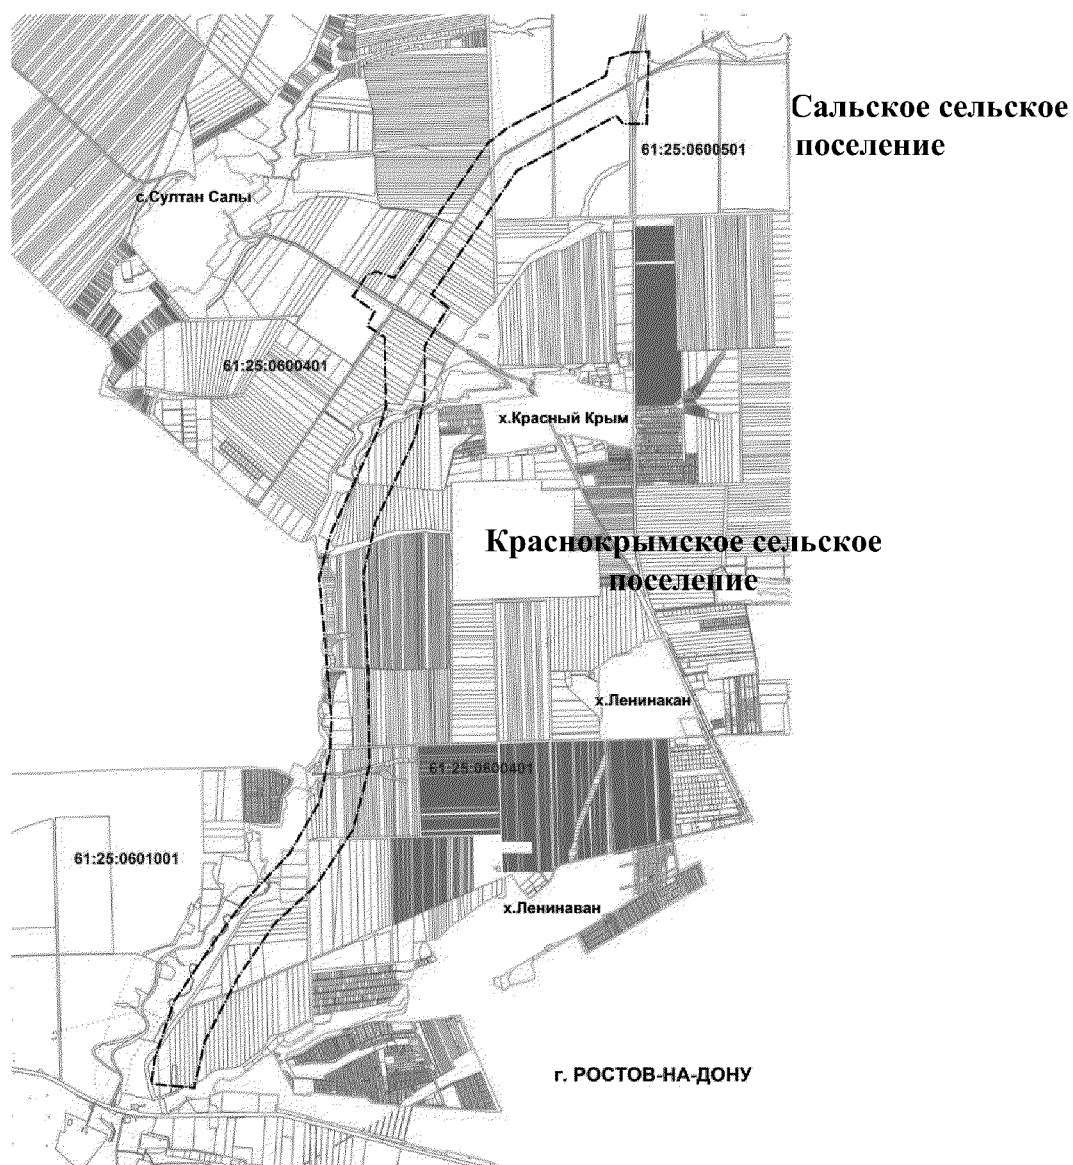 Сальское сельское
поселение
61:25:0600501
с.Султан Салы
61:25:0600401
х.Красный Крым
Краснокрымское сельское
поселение
х.Ленинакан
61:25:0600401
61:25:0601001
х.Ленинаван
г. РОСТОВ-НА-ДОНУ